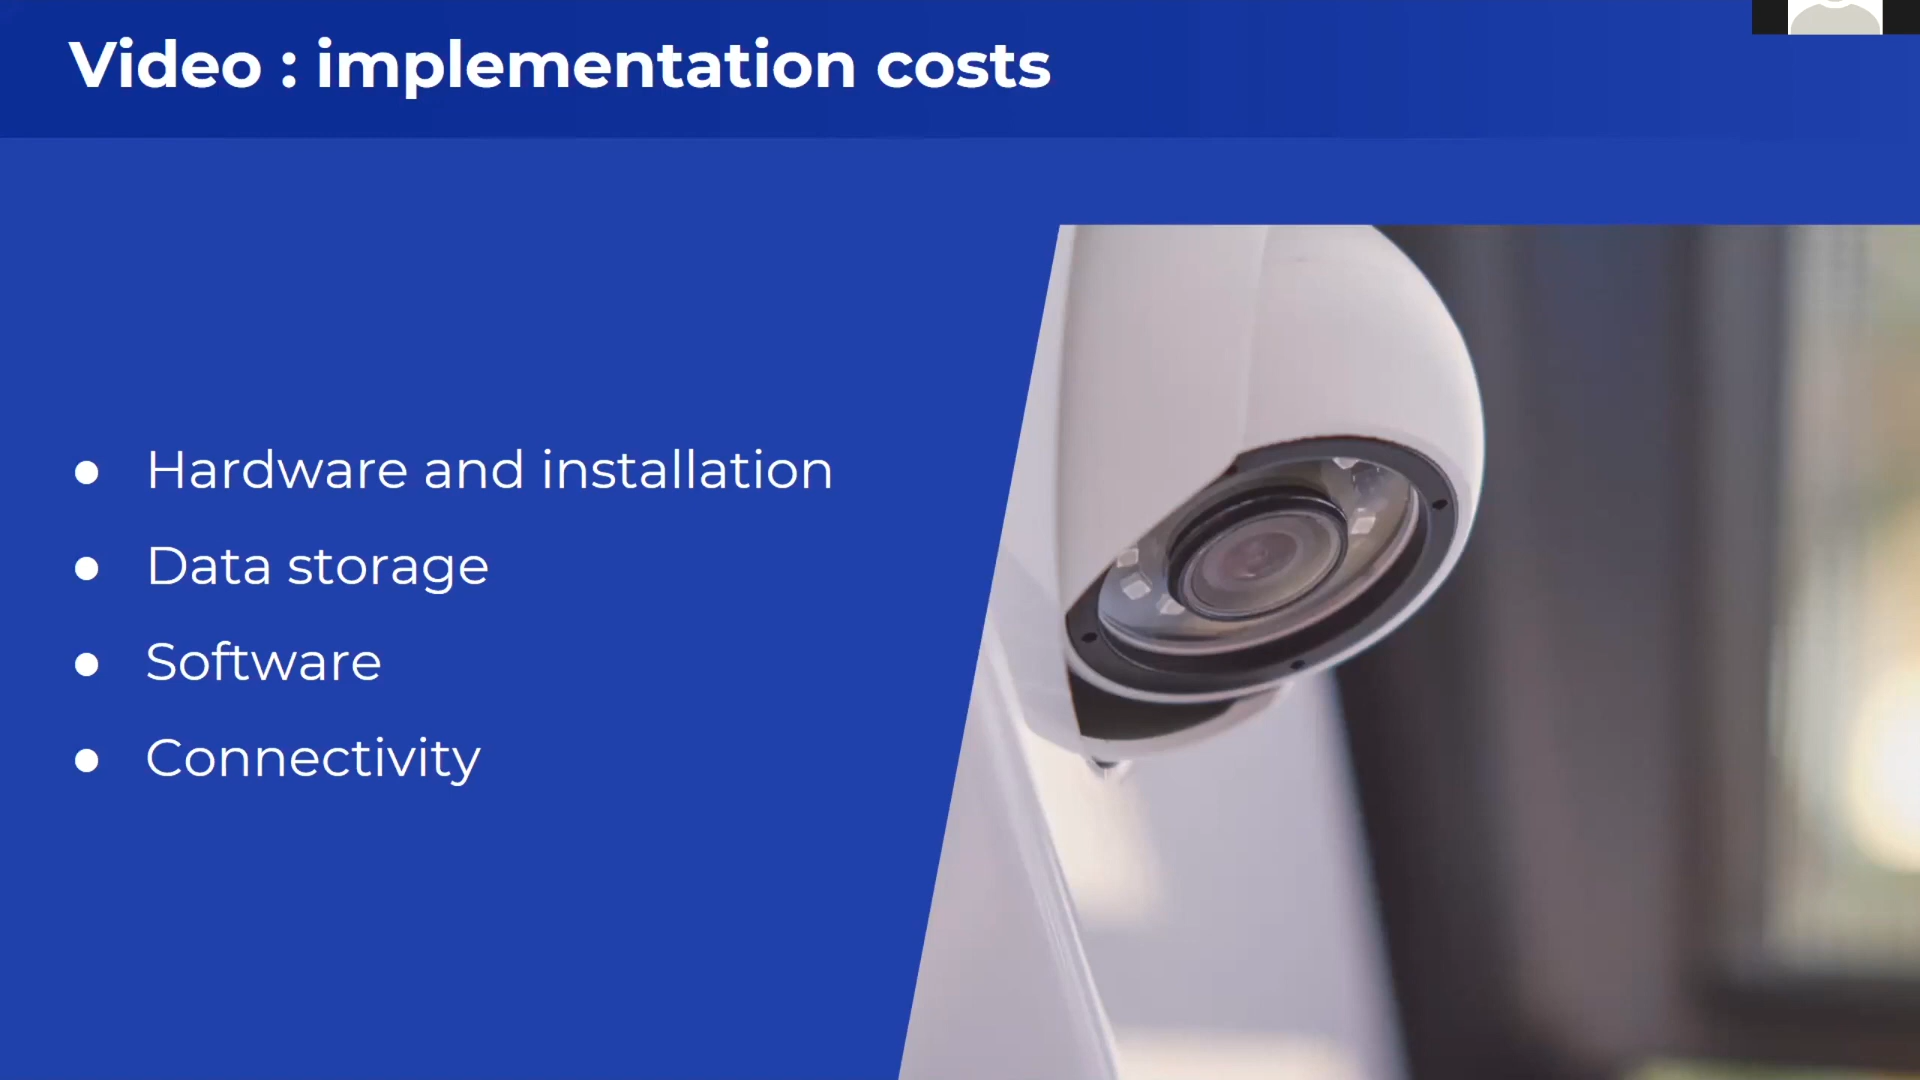 Video : implementation costs
Hardware and installation
Data storage
Software
Connectivity